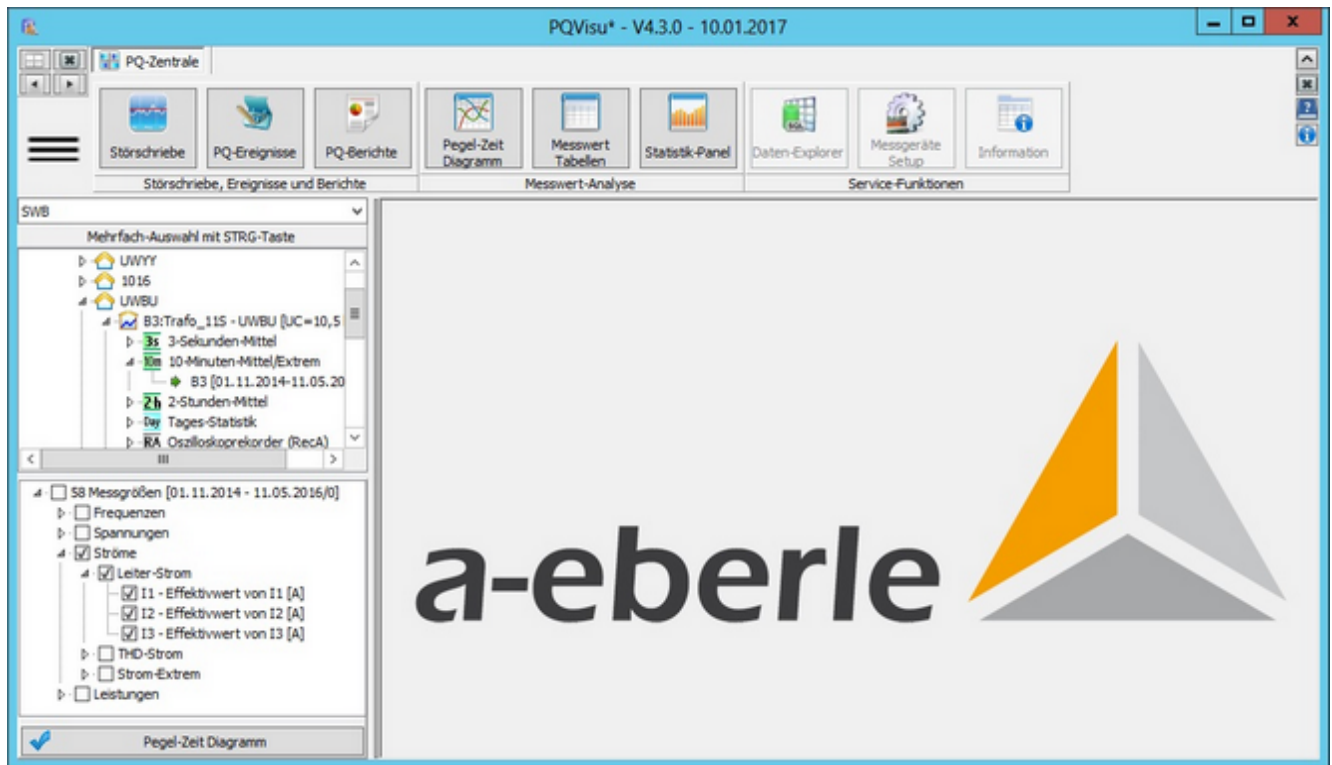 PQVisu* - V4.3.0 - 10.01.2017
PQ-Zentrale
Störschriebe
PQ-Ereignisse
PQ-Berichte
Pegel-Zeit
Diagramm
Messwert
Tabellen
Statistik-Panel
Daten-Explorer
Messgeräte
Setup
Information
Störschriebe, Ereignisse und Berichte
Messwert-Analyse
Service-Funktionen
SWB
Mehrfach-Auswahl mit STRG-Taste
UWYY
1016
UWBU
B3:Trafo_11S - UWBU [UC=10,5
3s 3-Sekunden-Mittel
10m 10-Minuten-Mittel/Extrem
B3 [01.11.2014-11.05.20
2h 2-Stunden-Mittel
Day Tages-Statistik
RA Oszilloskoprekorder (RecA)
58 Messgrößen [01.11.2014 - 11.05.2016/0]
Frequenzen
Spannungen
Ströme
Leiter-Strom
I1 - Effektivwert von I1 [A]
I2 - Effektivwert von I2 [A]
I3 - Effektivwert von I3 [A]
THD-Strom
Strom-Extrem
Leistungen
Pegel-Zeit Diagramm
a-eberle